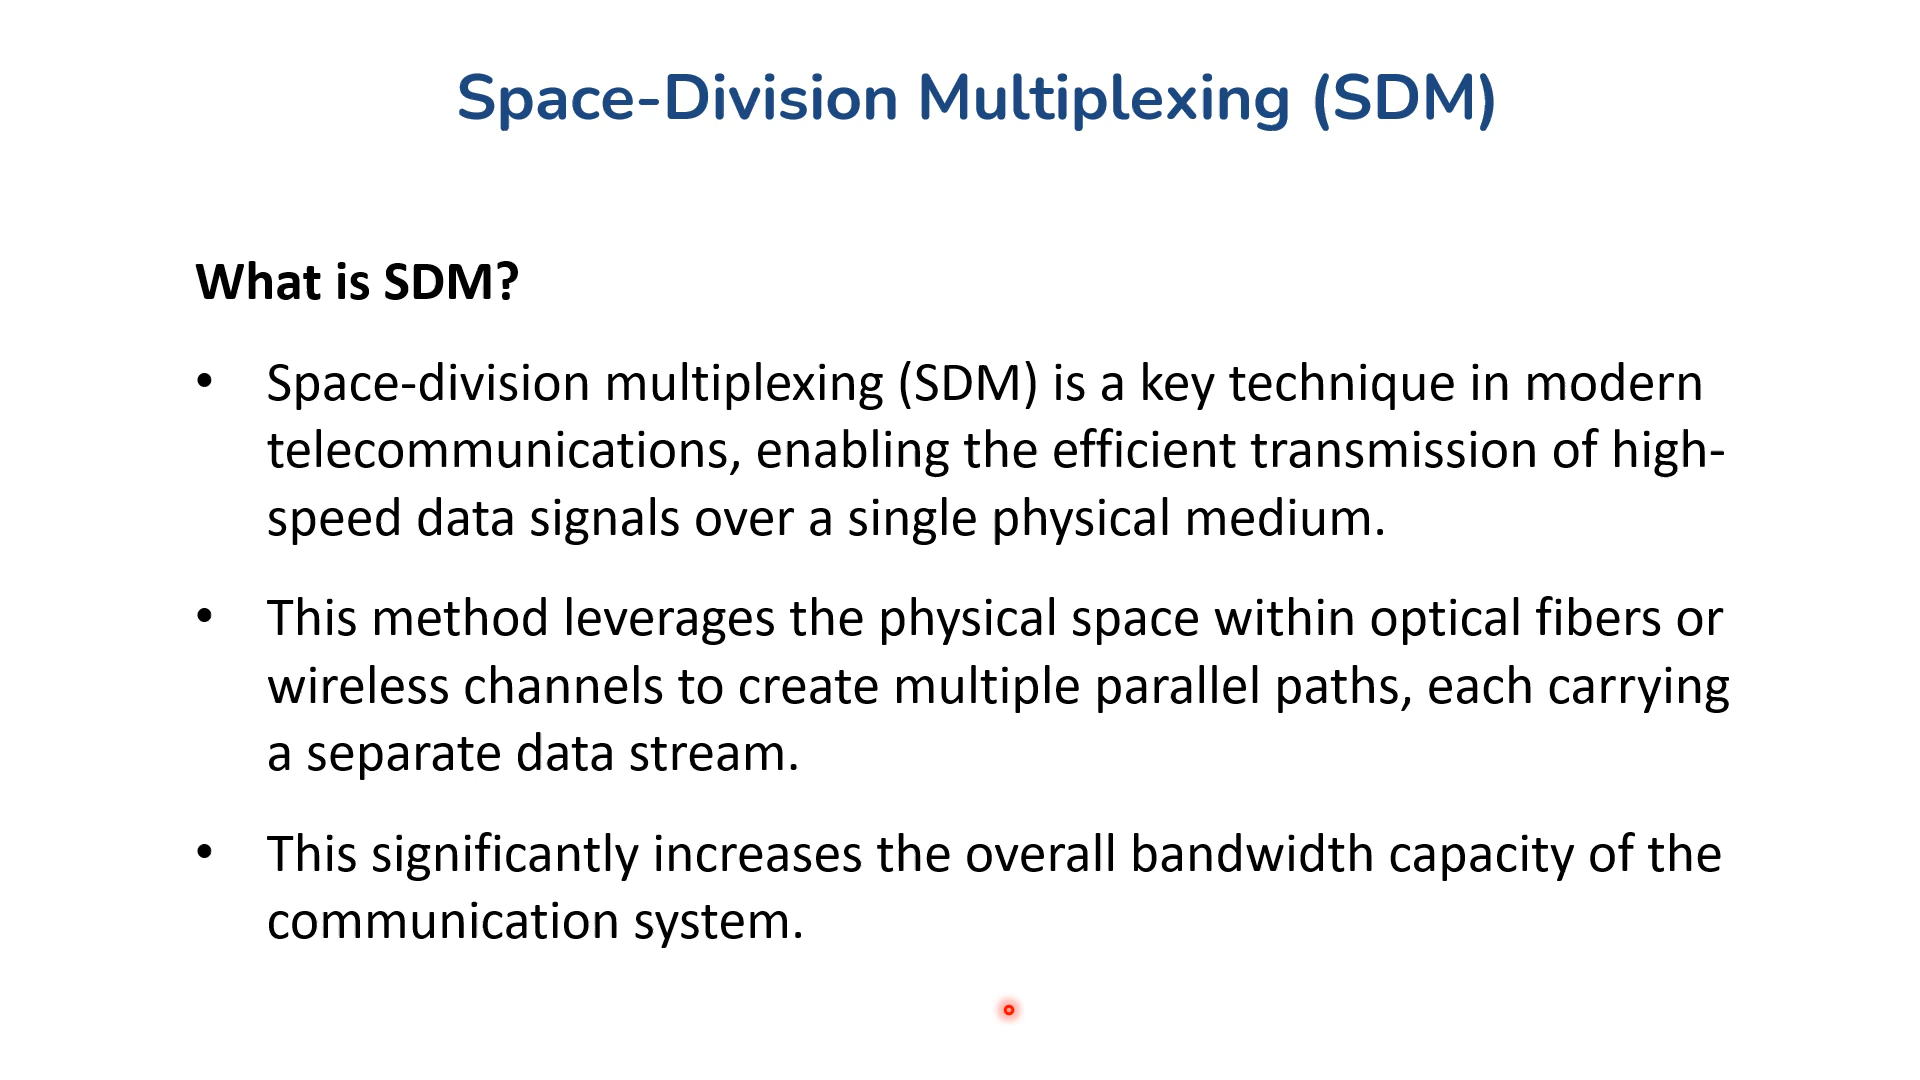 Space-Division Multiplexing (SDM)
What is SDM?
• Space-division multiplexing (SDM) is a key technique in modern
telecommunications, enabling the efficient transmission of high-
speed data signals over a single physical medium.
• This method leverages the physical space within optical fibers or
wireless channels to create multiple parallel paths, each carrying
a separate data stream.
• This significantly increases the overall bandwidth capacity of the
communication system.